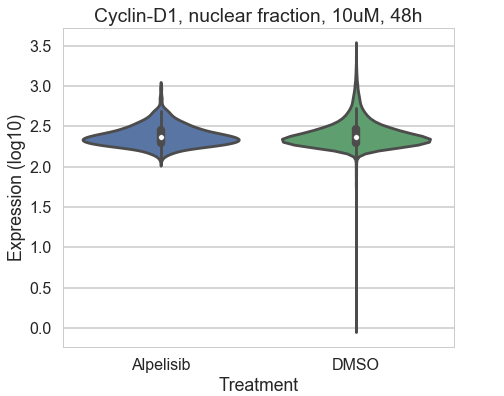 Cyclin-D1, nuclear fraction, 10uM, 48h
Expression (log10)
3.5
3.0
2.5
2.0
1.5
1.0
0.5
0.0
Alpelisib DMSO
Treatment